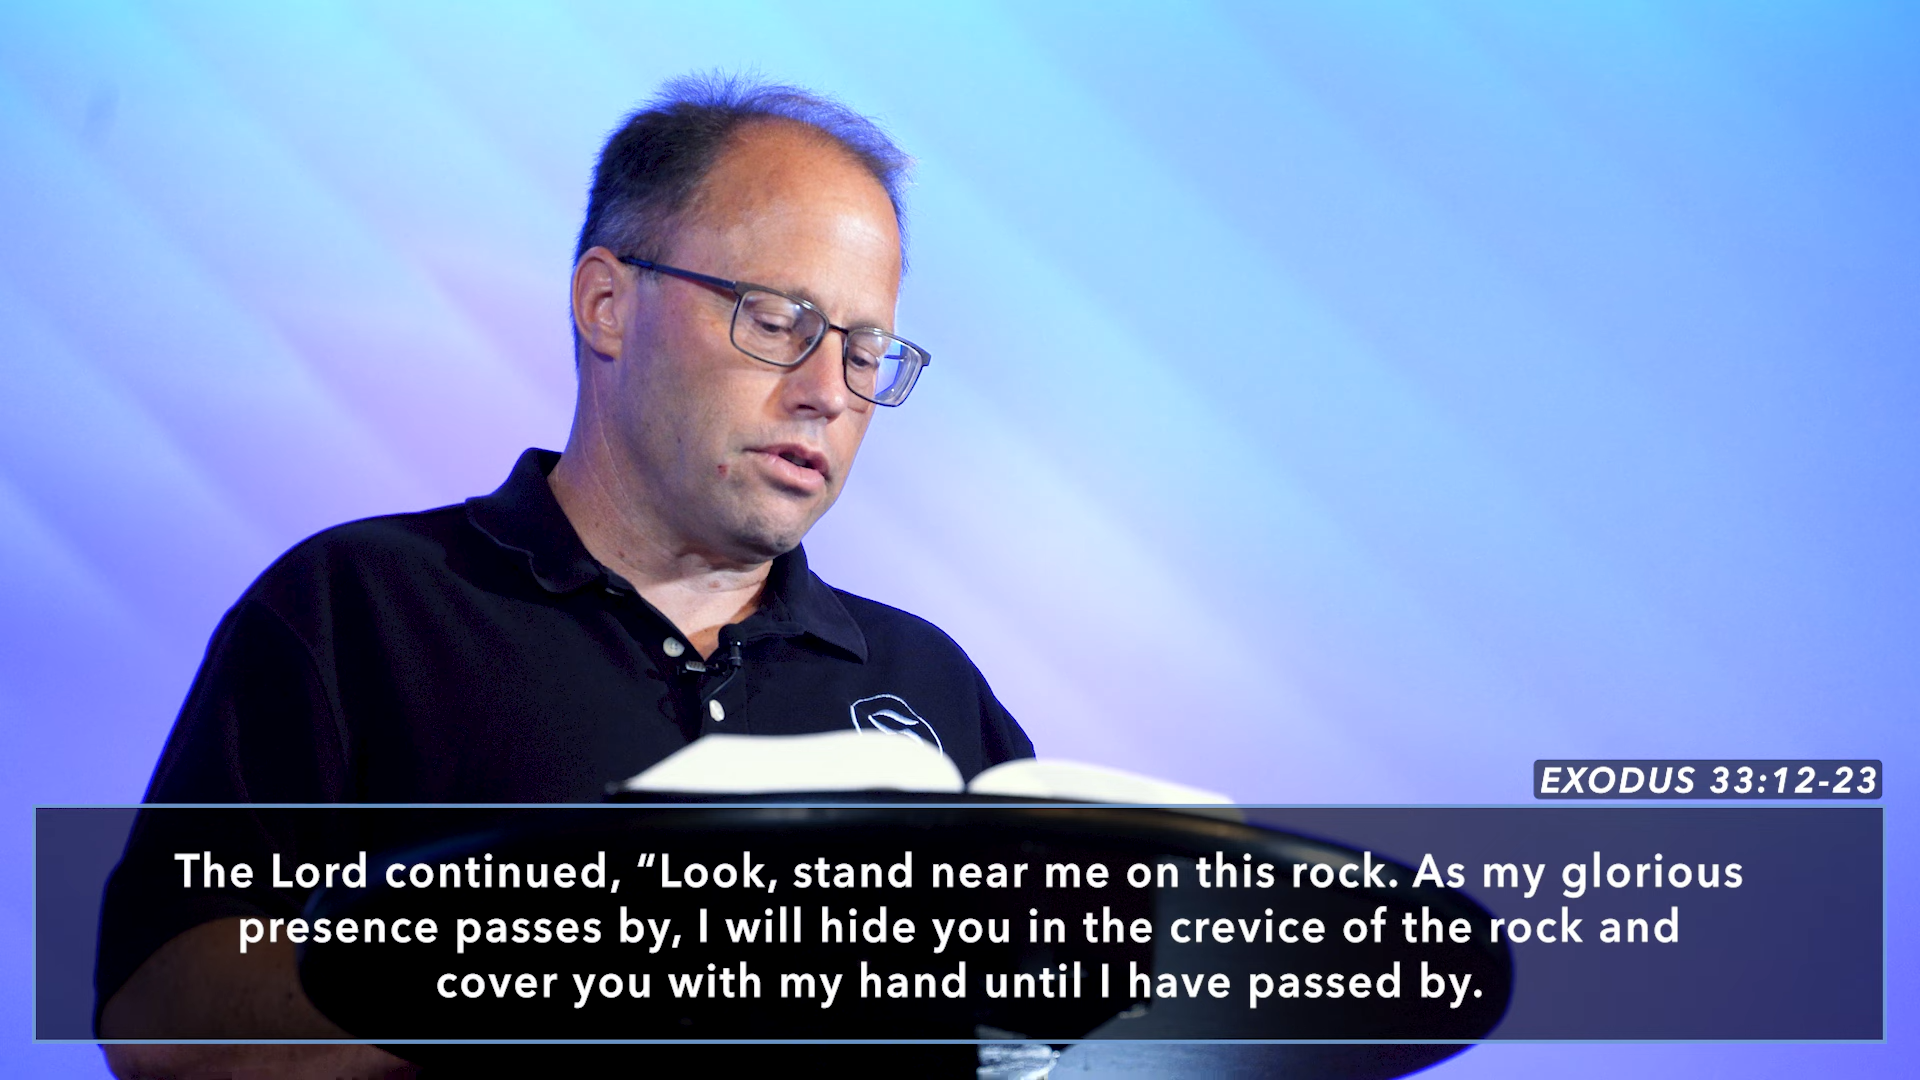 EXODUS 33:12-23
The Lord continued, “Look, stand near me on this rock. As my glorious
presence passes by, I will hide you in the crevice of the rock and
cover you with my hand until I have passed by.